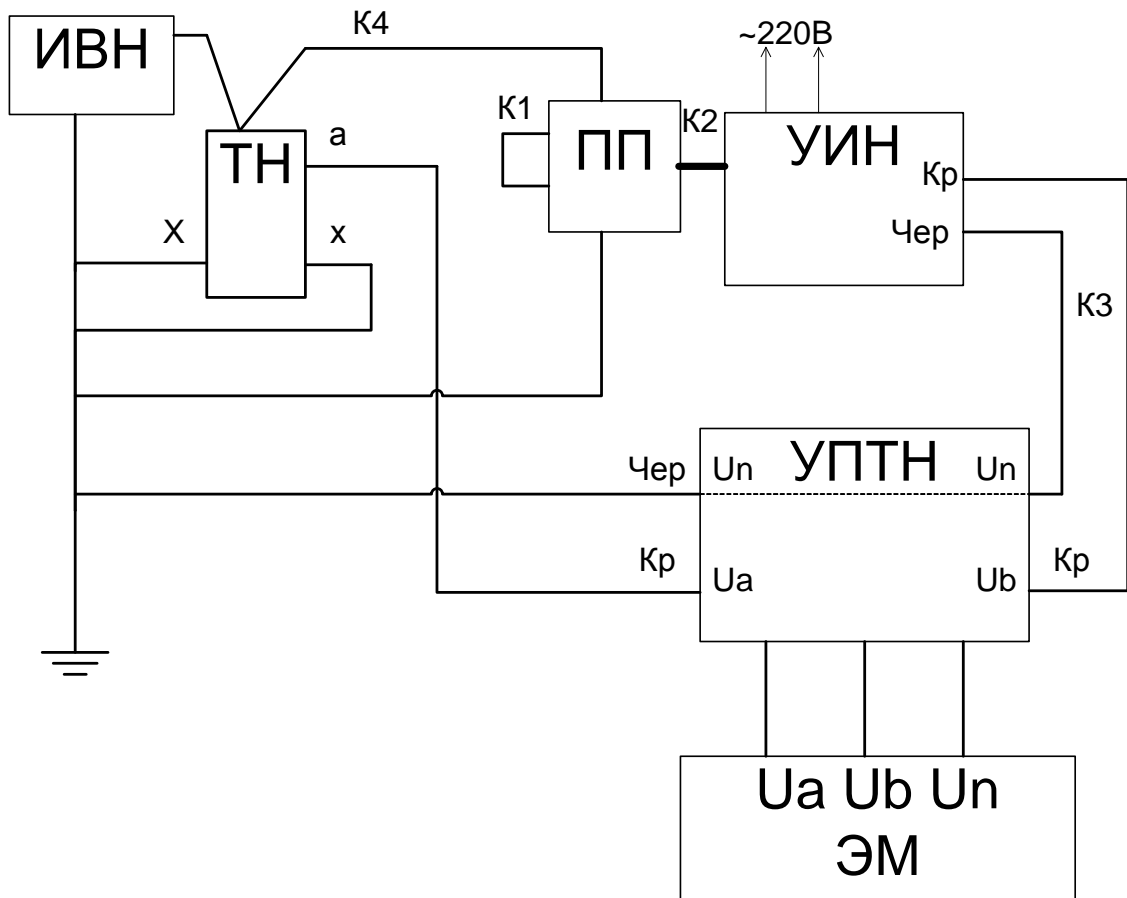 ИВН
К4
~220В
К1
ПП
К2
УИН
Кр
Чер
ТН
а
Х
х
К3
Чер
Un
УПТН
Un
Кр
Ua
Ub
Кр
Ua Ub Un
ЭМ